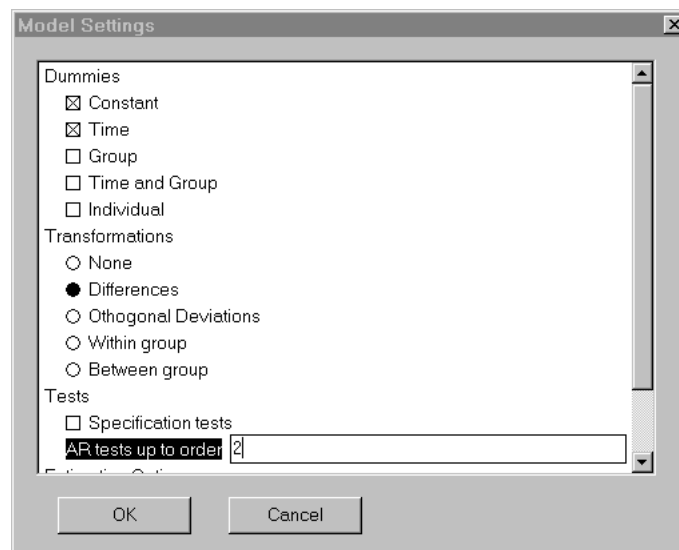 Model Settings
Dummies
Constant
Time
Group
Time and Group
Individual
Transformations
None
Differences
Othogonal Deviations
Within group
Between group
Tests
Specification tests
AR tests up to order 2
OK Cancel